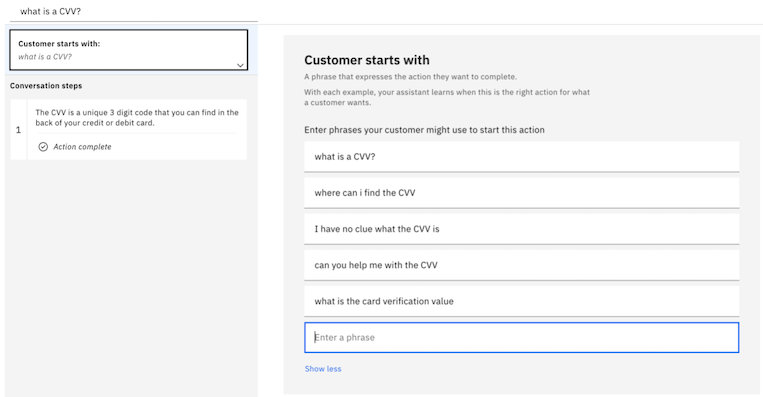 what is a CVV?
Customer starts with:
what is a CVV?
Conversation steps
1
The CVV is a unique 3 digit code that you can find in the
back of your credit or debit card.
Action complete
Customer starts with
A phrase that expresses the action they want to complete.
With each example, your assistant learns when this is the right action for what
a customer wants.
Enter phrases your customer might use to start this action
what is a CVV?
where can i find the CVV
I have no clue what the CVV is
can you help me with the CVV
what is the card verification value
Enter a phrase
Show less